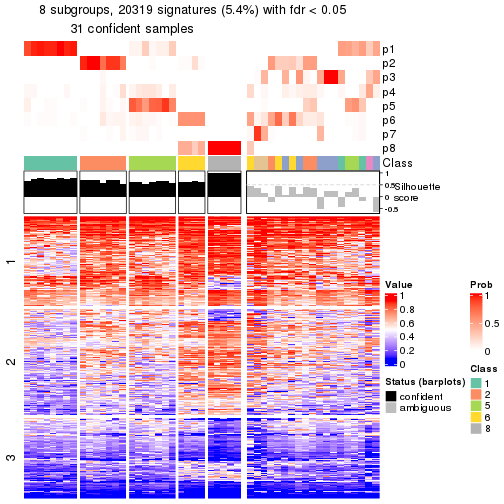 8 subgroups, 20319 signatures (5.4%) with fdr < 0.05
31 confident samples
p1
p2
p3
p4
p5
p6
p7
p8
Class
1
0.5
0
-0.5
Silhouette
score
1
2
3
Value
1
0.8
0.6
0.4
0.2
0
Status (barplots)
confident
ambiguous
Prob
1
0.5
0
Class
1
2
5
6
8